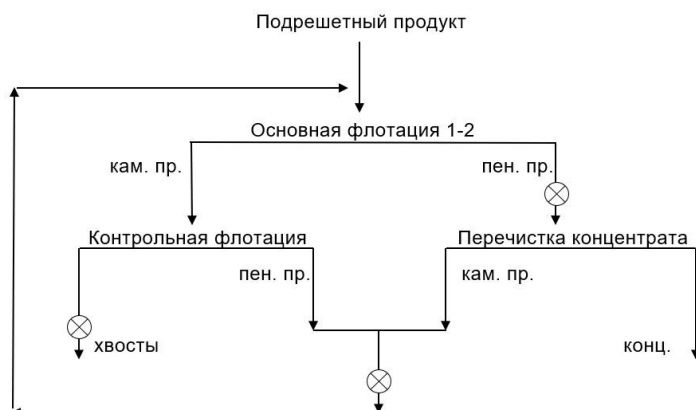 Подрешетный продукт
Основная флотация 1-2
кам. пр.
пен. пр.
Контрольная флотация
Перечистка концентрата
пен. пр.
кам. пр.
хвосты
конц.